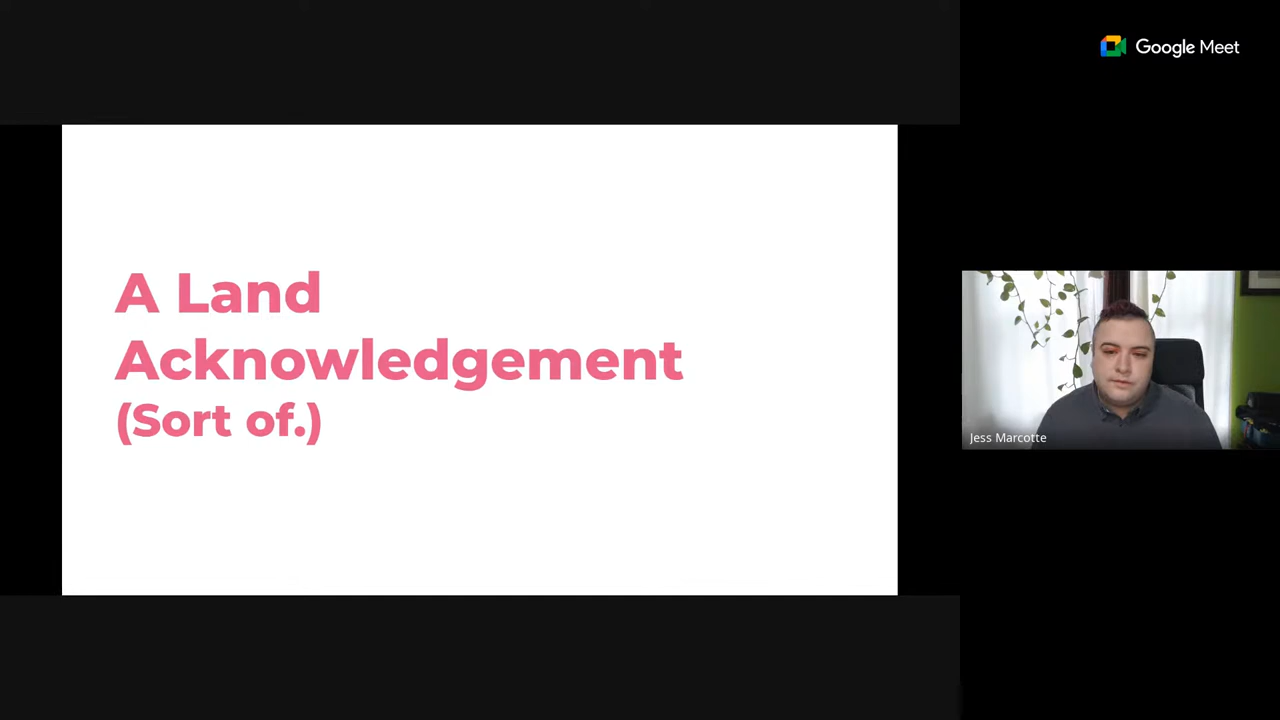 Google Meet
A Land
Acknowledgement
(Sort of.)
Jess Marcotte